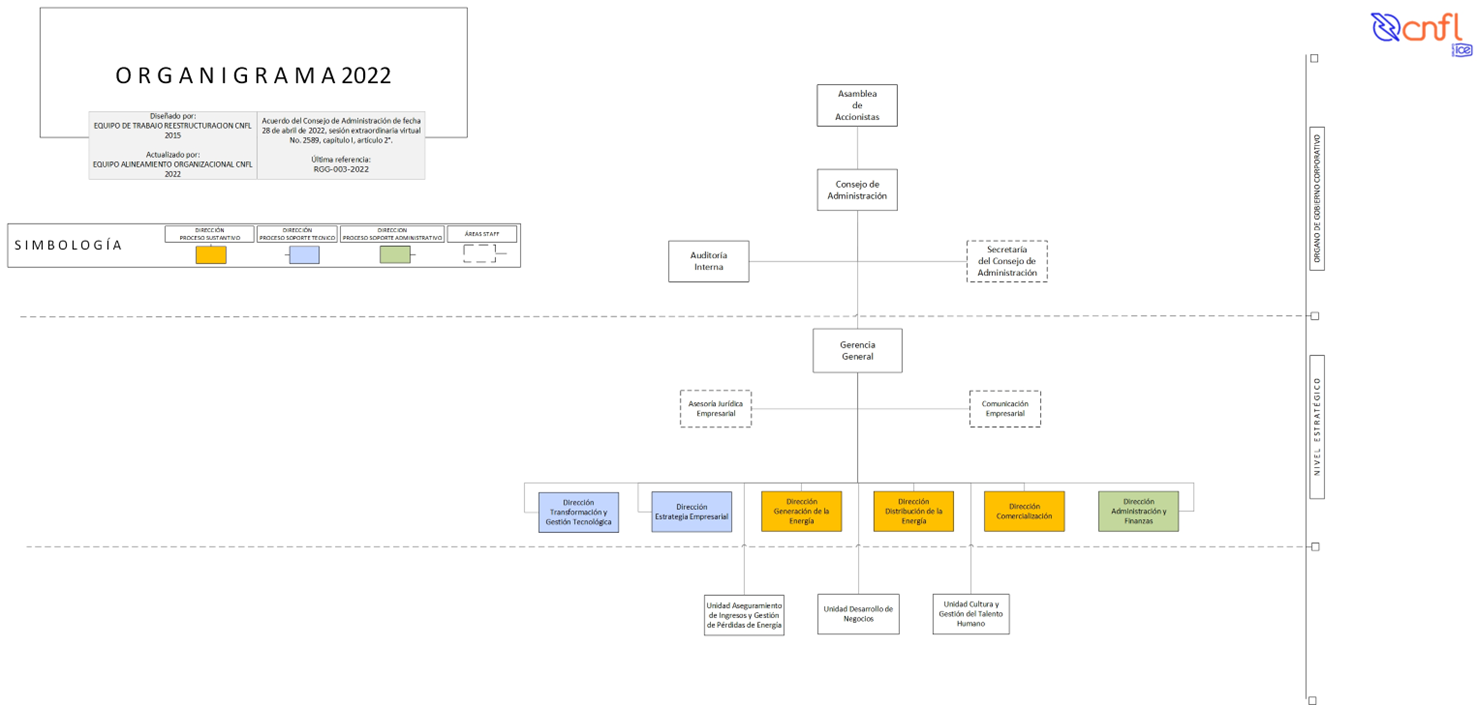 ORGANIGRAMA 2022
Diseñado por:
EQUIPO DE TRABAJO REESTRUCTURACION CNFL
2015
Actualizado por:
EQUIPO ALINEAMIENTO ORGANIZACIONAL CNFL
2022
Acuerdo del Consejo de Administración de fecha
28 de abril de 2022, sesión extraordinaria virtual
No. 2589, capítulo I, artículo 2°.
Última referencia:
RGG-003-2022
cnfl
ice
SIMBOLOGÍA
DIRECCIÓN
PROCESO SUSTANTIVO
DIRECCIÓN
PROCESO SOPORTE TECNICO
DIRECCION
PROCESO SOPORTE ADMINISTRATIVO
ÁREAS STAFF
Asamblea
de
Accionistas
Consejo de
Administración
Auditoría
Interna
Secretaría
del Consejo de
Administración
ORGANO DE GOBIERNO CORPORATIVO
Gerencia
General
Asesoría Jurídica
Empresarial
Comunicación
Empresarial
NIVEL ESTRATÉGICO
Dirección
Transformación y
Gestión Tecnológica
Dirección
Estrategia Empresarial
Dirección
Generación de la
Energía
Dirección
Distribución de la
Energía
Dirección
Comercialización
Dirección
Administración y
Finanzas
Unidad Aseguramiento
de Ingresos y Gestión
de Pérdidas de Energía
Unidad Desarrollo de
Negocios
Unidad Cultura y
Gestión del Talento
Humano